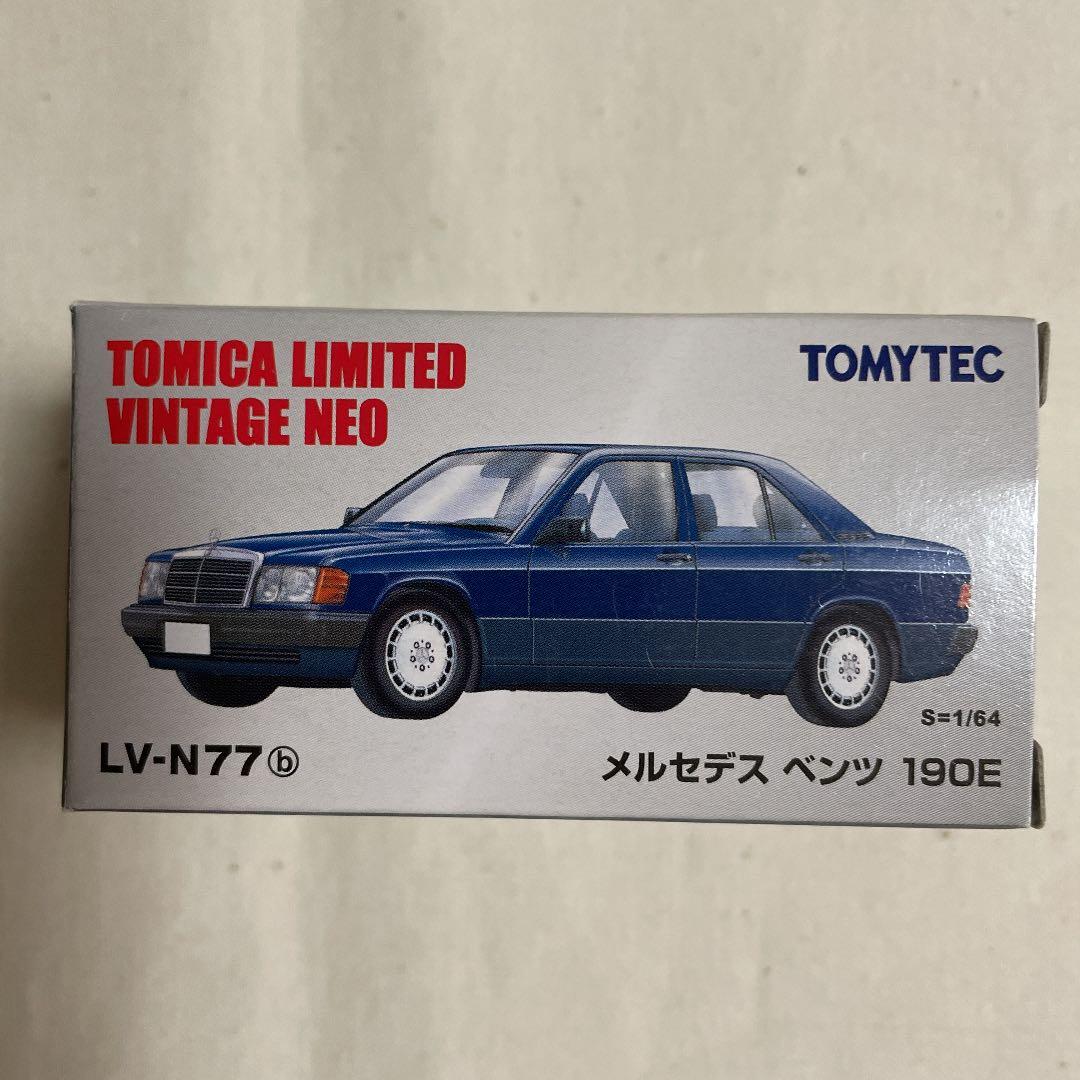 TOMICA LIMITED
VINTAGE NEO
TOMYTEC
S=1/64
LV-N77ⓑ
メルセデス ベンツ 190E